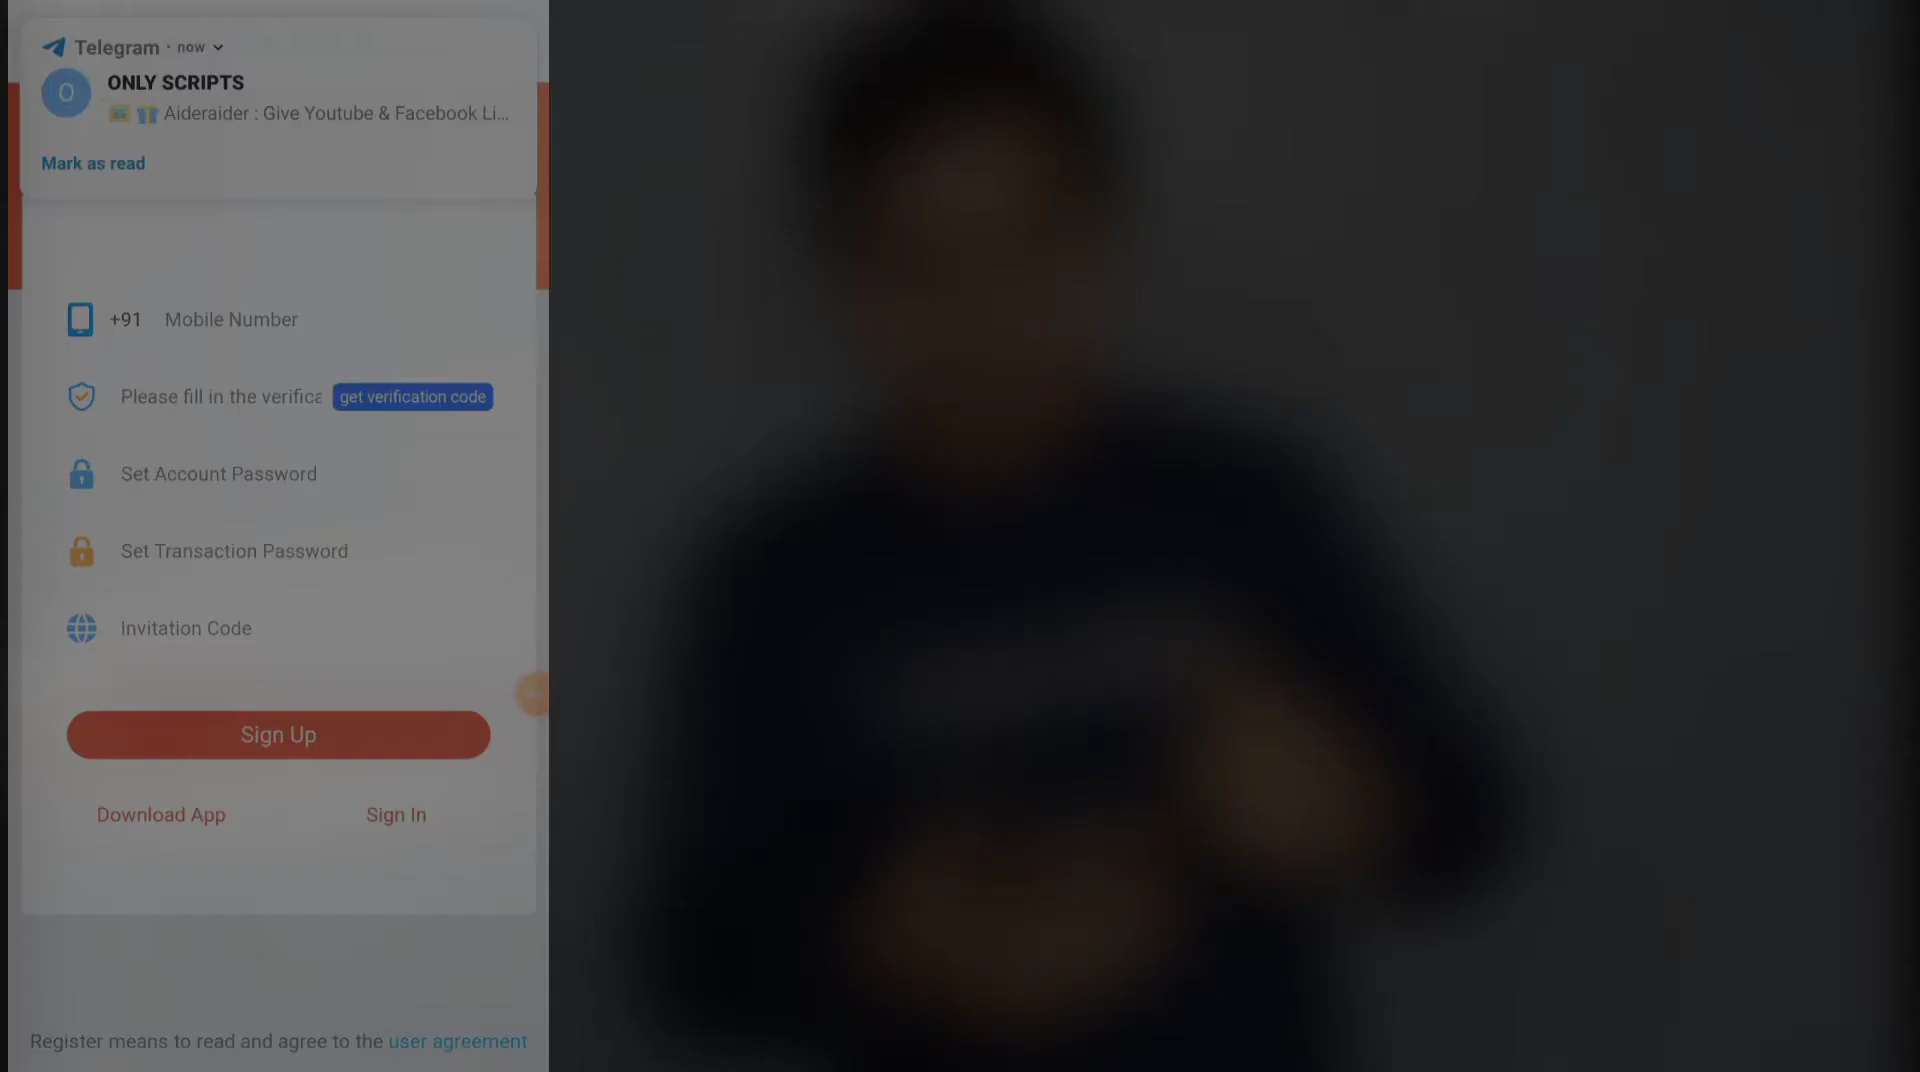 Telegram · now
O
ONLY SCRIPTS
Aideraider : Give Youtube & Facebook Li...
Mark as read
+91 Mobile Number
Please fill in the verifica get verification code
Set Account Password
Set Transaction Password
Invitation Code
Sign Up
Download App Sign In
Register means to read and agree to the user agreement